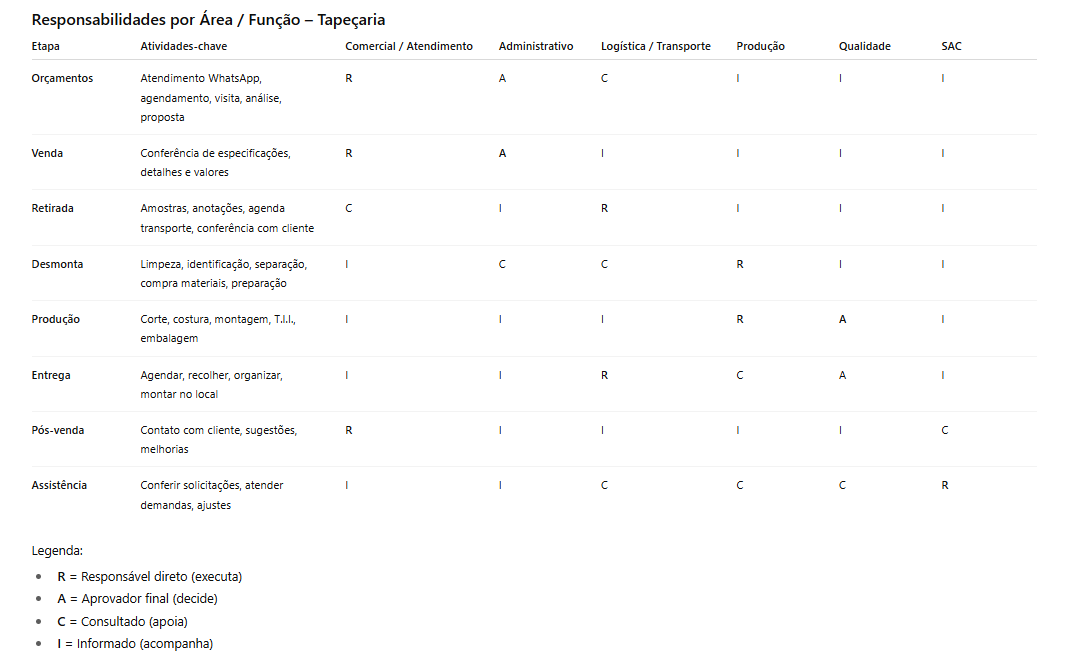 Responsabilidades por Área / Função – Tapeçaria
Etapa Atividades-chave Comercial / Atendimento Administrativo Logística / Transporte Produção Qualidade SAC
Orçamentos Atendimento WhatsApp, R A C I I I
agendamento, visita, análise,
proposta
Venda Conferência de especificações, R A I I I I
detalhes e valores
Retirada Amostras, anotações, agenda C I R I I I
transporte, conferência com cliente
Desmonta Limpeza, identificação, separação, I C C R I I
compra materiais, preparação
Produção Corte, costura, montagem, T.I.I., I I I R A I
embalagem
Entrega Agendar, recolher, organizar, I I R C A I
montar no local
Pós-venda Contato com cliente, sugestões, R I I I I C
melhorias
Assistência Conferir solicitações, atender I I C C C R
demandas, ajustes
Legenda:
• R = Responsável direto (executa)
• A = Aprovador final (decide)
• C = Consultado (apoia)
• I = Informado (acompanha)